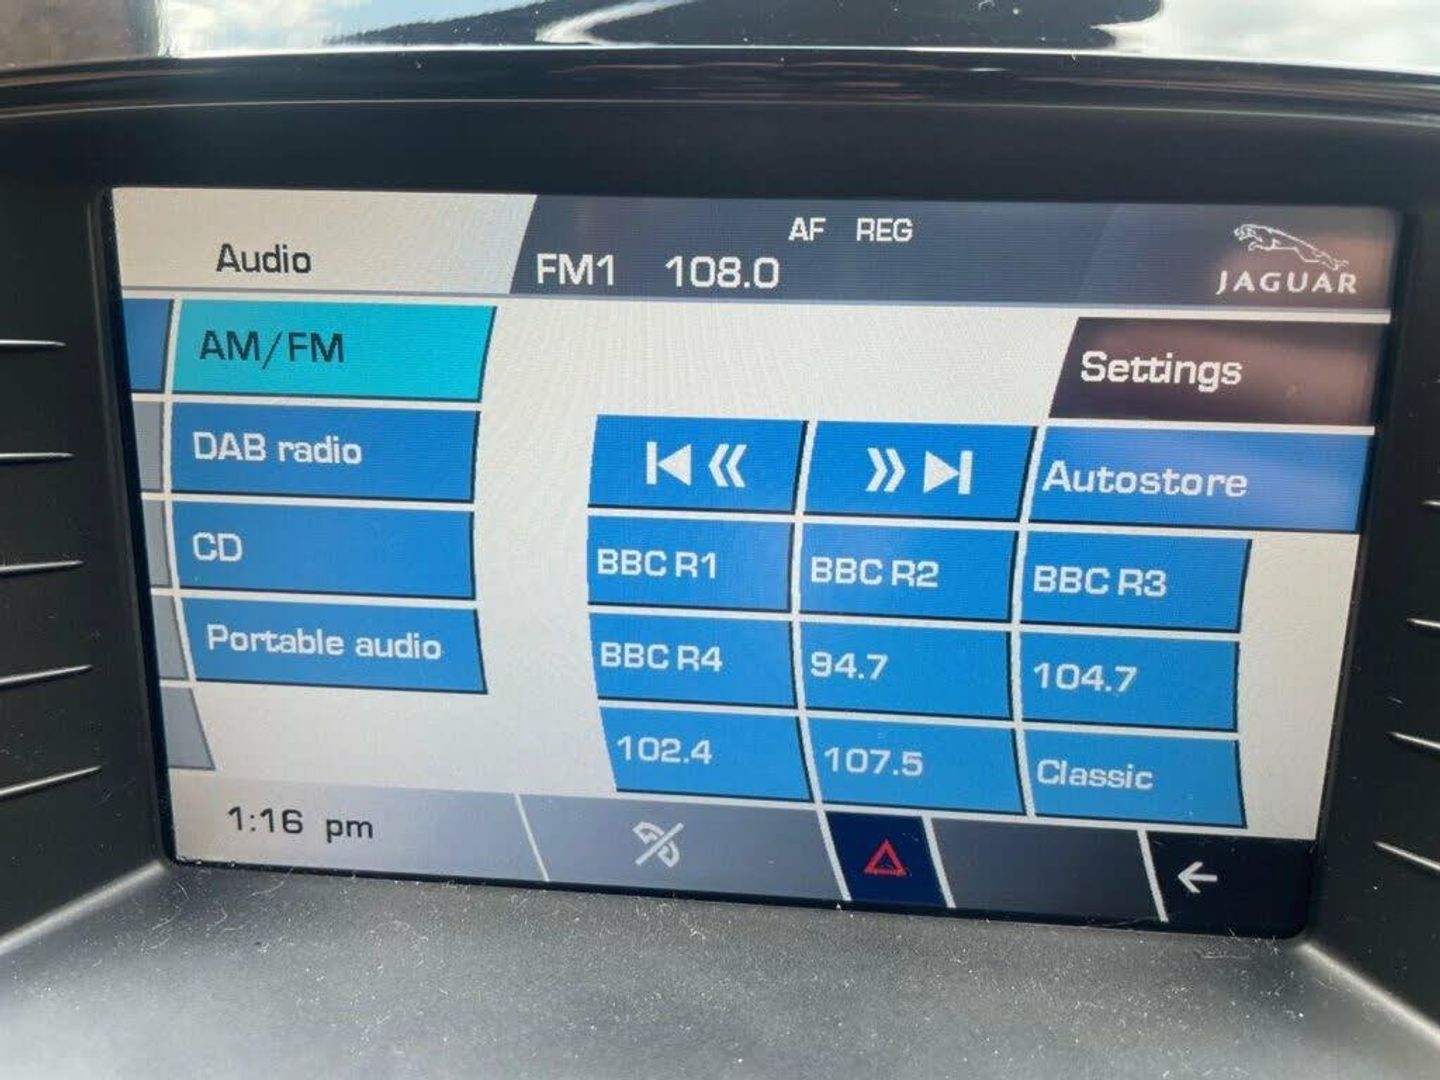 Audio
AF REG
FM1 108.0
JAGUAR
AM/FM
Settings
DAB radio
Autostore
CD
BBC R1
BBC R2
BBC R3
Portable audio
BBC R4
94.7
104.7
102.4
107.5
Classic
1:16 pm